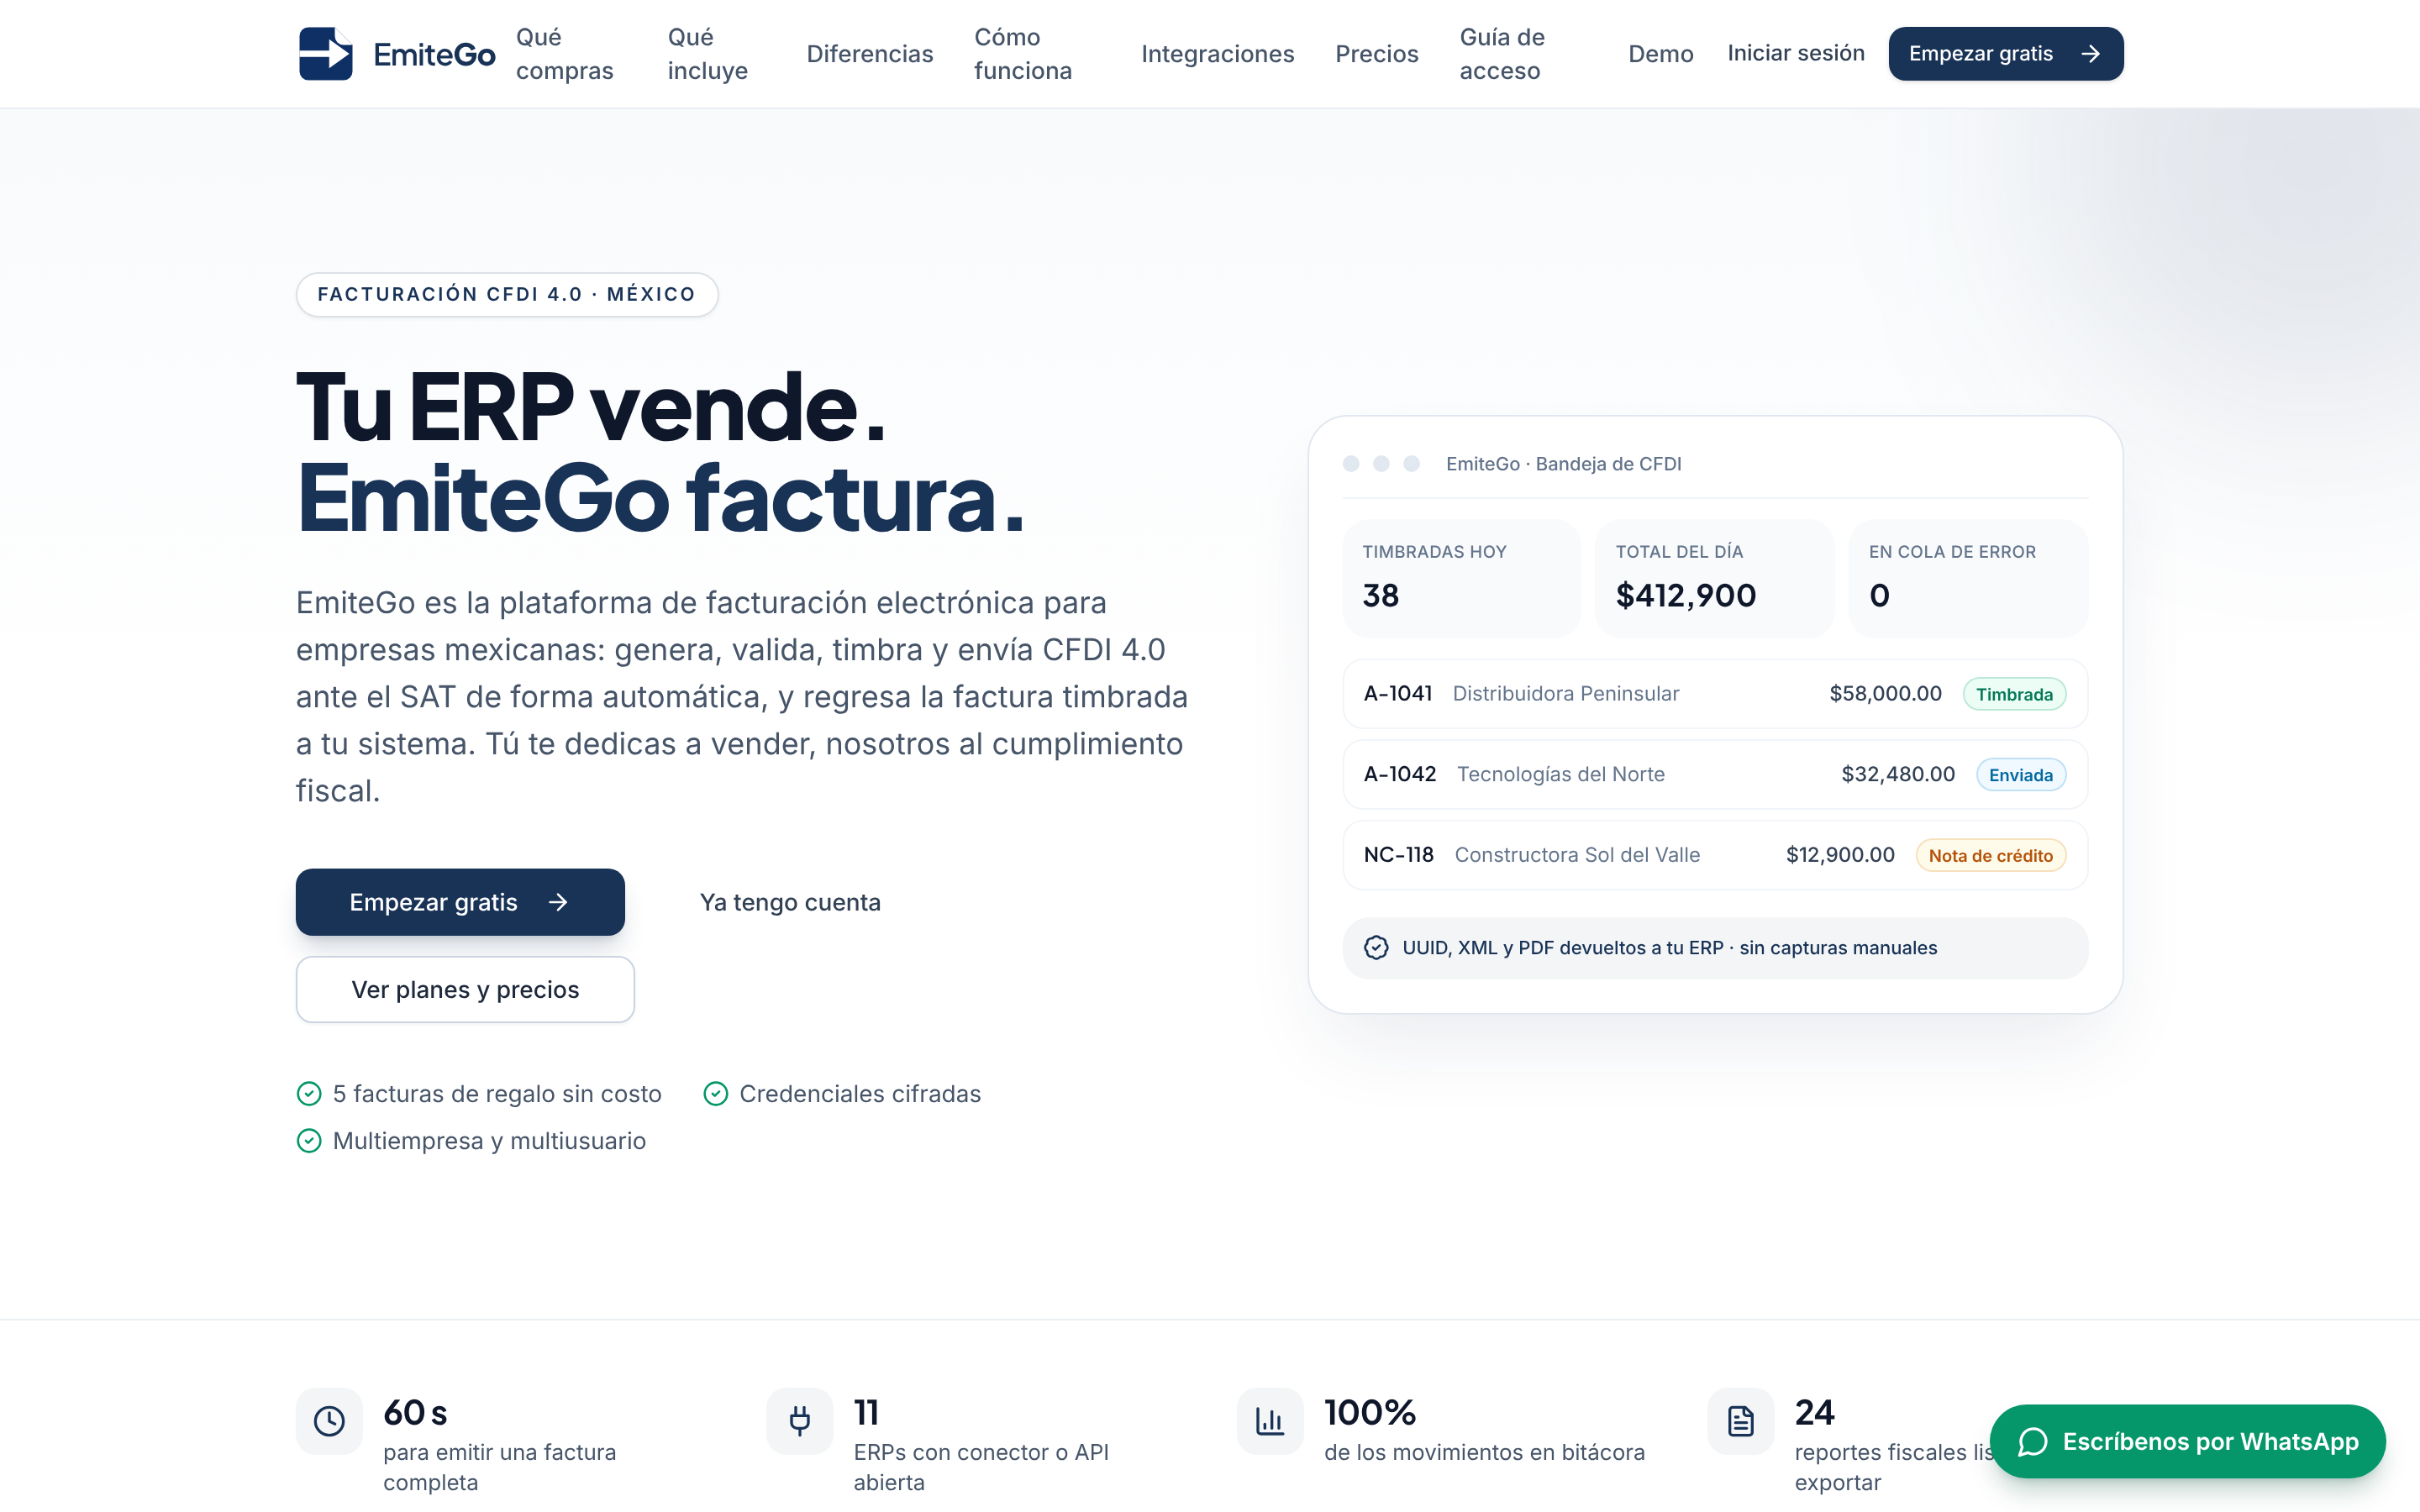 EmiteGo
Qué
compras
Qué
incluye
Diferencias
Cómo
funciona
Integraciones
Precios
Guía de
acceso
Demo
Iniciar sesión
Empezar gratis
FACTURACIÓN CFDI 4.0 · MÉXICO
Tu ERP vende.
EmiteGo factura.
EmiteGo es la plataforma de facturación electrónica para
empresas mexicanas: genera, valida, timbra y envía CFDI 4.0
ante el SAT de forma automática, y regresa la factura timbrada
a tu sistema. Tú te dedicas a vender, nosotros al cumplimiento
fiscal.
Empezar gratis
Ya tengo cuenta
Ver planes y precios
5 facturas de regalo sin costo
Credenciales cifradas
Multiempresa y multiusuario
EmiteGo · Bandeja de CFDI
TIMBRADAS HOY
38
TOTAL DEL DÍA
$412,900
EN COLA DE ERROR
0
A-1041 Distribuidora Peninsular $58,000.00 Timbrada
A-1042 Tecnologías del Norte $32,480.00 Enviada
NC-118 Constructora Sol del Valle $12,900.00 Nota de crédito
UUID, XML y PDF devueltos a tu ERP · sin capturas manuales
60 s
para emitir una factura
completa
11
ERPs con conector o API
abierta
100%
de los movimientos en bitácora
24
reportes fiscales
exportar
Escríbenos por WhatsApp